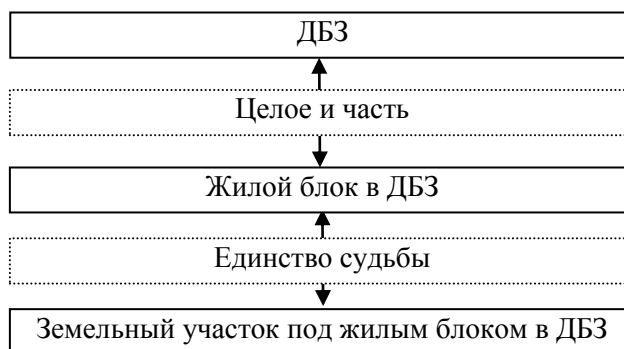 ДБЗ
Целое и часть
Жилой блок в ДБЗ
Единство судьбы
Земельный участок под жилым блоком в ДБЗ